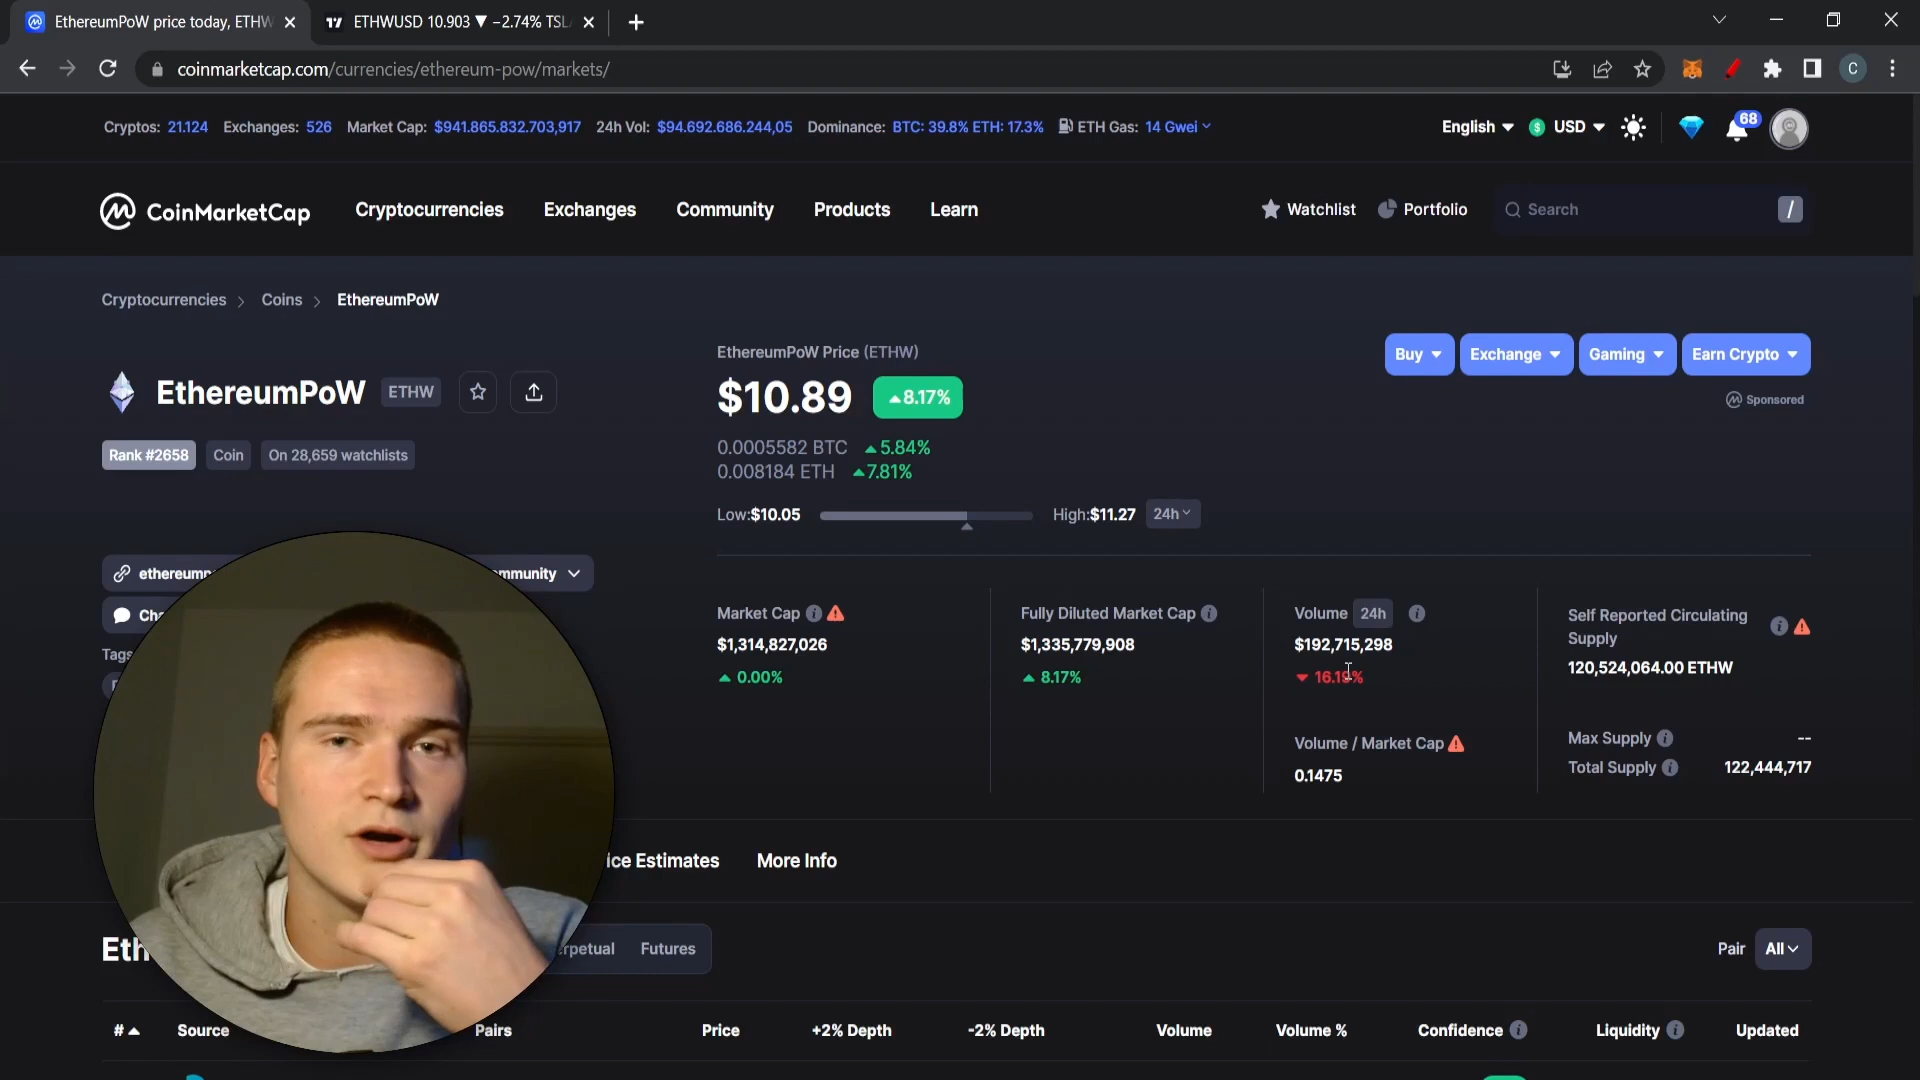 EthereumPoW price today, ETHW
ETHWUSD 10.903 ▼ −2.74% TSL
coinmarketcap.com/currencies/ethereum-pow/markets/
C
Cryptos: 21.124 Exchanges: 526 Market Cap: $941.865.832.703,917 24h Vol: $94.692.686.244,05 Dominance: BTC: 39.8% ETH: 17.3% ETH Gas: 14 Gwei
English USD 68
CoinMarketCap Cryptocurrencies Exchanges Community Products Learn
Watchlist Portfolio Search /
Cryptocurrencies > Coins > EthereumPoW
EthereumPoW ETHW
Rank #2658 Coin On 28,659 watchlists
EthereumPoW Price (ETHW)
$10.89 8.17%
0.0005582 BTC 5.84%
0.008184 ETH 7.81%
Low:$10.05 High:$11.27 24h
Buy Exchange Gaming Earn Crypto
Sponsored
ethereump mmunity
Cha
Tags
Market Cap
$1,314,827,026
0.00%
Fully Diluted Market Cap
$1,335,779,908
8.17%
Volume 24h
$192,715,298
16.19%
Volume / Market Cap
0.1475
Self Reported Circulating
Supply
120,524,064.00 ETHW
Max Supply --
Total Supply 122,444,717
ice Estimates More Info
Eth rpetual Futures
Pair All
# Source Pairs Price +2% Depth -2% Depth Volume Volume % Confidence Liquidity Updated